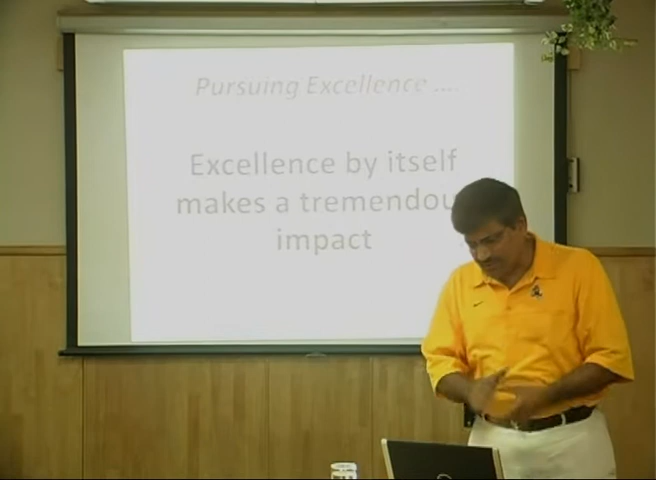 Pursuing Excellence ....
Excellence by itself
makes a tremendou
impact